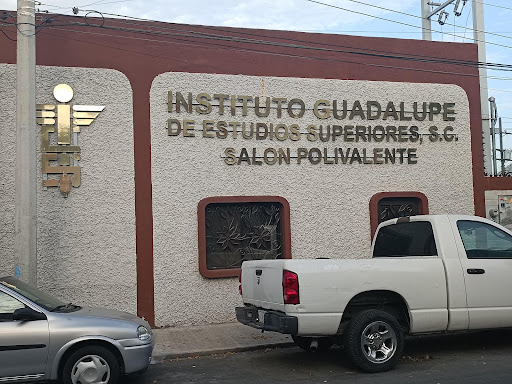 INSTITUTO GUADALUPE
DE ESTUDIOS SUPERIORES, S.C.
SALON POLIVALENTE